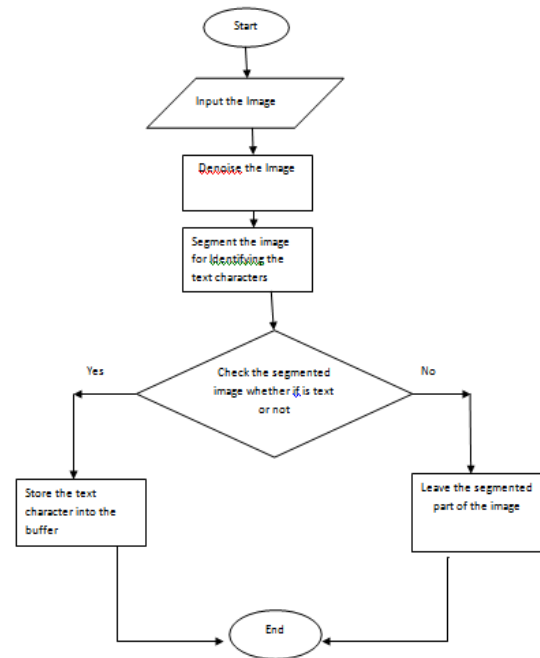 Start
Input the Image
Denoise the Image
Segment the image
for Identifying the
text characters
Check the segmented
image whether if is text
or not
Yes
No
Store the text
character into the
buffer
Leave the segmented
part of the image
End